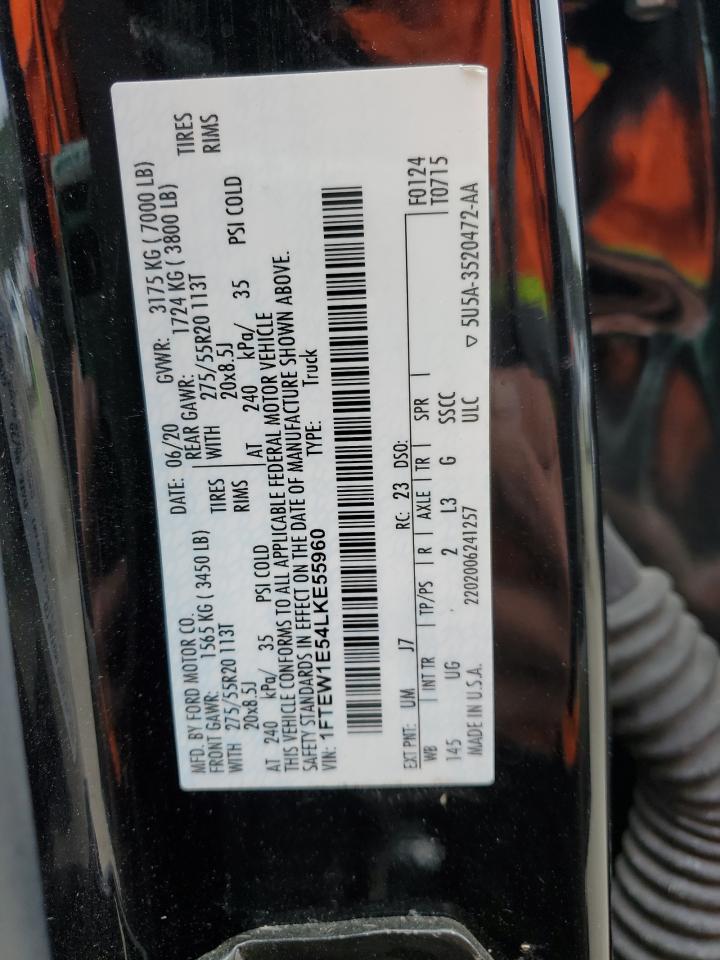 MFD. BY FORD MOTOR CO.
DATE: 06/20 GVWR: 3175 KG ( 7000 LB)
FRONT GAWR: 1565 KG ( 3450 LB) REAR GAWR: 1724 KG ( 3800 LB)
WITH 275/55R20 113T TIRES WITH 275/55R20 113T TIRES
20x8.5J RIMS 20x8.5J RIMS
AT 240 kPa/ 35 PSI COLD AT 240 kPa/ 35 PSI COLD
THIS VEHICLE CONFORMS TO ALL APPLICABLE FEDERAL MOTOR VEHICLE
SAFETY STANDARDS IN EFFECT ON THE DATE OF MANUFACTURE SHOWN ABOVE.
VIN: 1FTEW1E54LKE55960 TYPE: Truck
EXT PNT: UM J7 RC: 23 DSO: F0124
WB INT TR TP/PS R AXLE TR SPR T0715
145 UG 2 L3 G SSCC
MADE IN U.S.A. 2202006241257 ULC ▽ 5U5A-3520472-AA